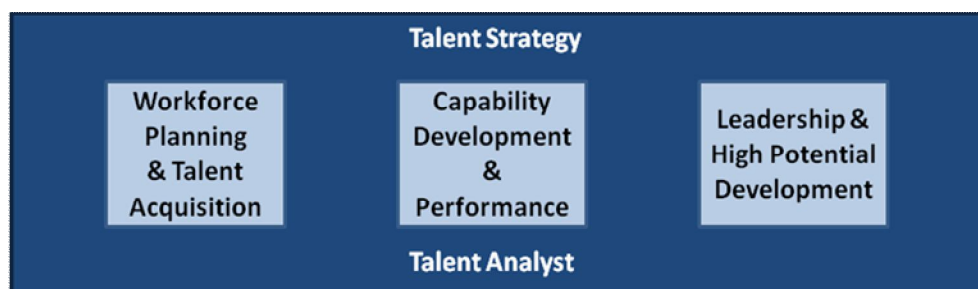 Talent Strategy
Workforce
Planning
& Talent
Acquisition
Capability
Development
&
Performance
Leadership &
High Potential
Development
Talent Analyst